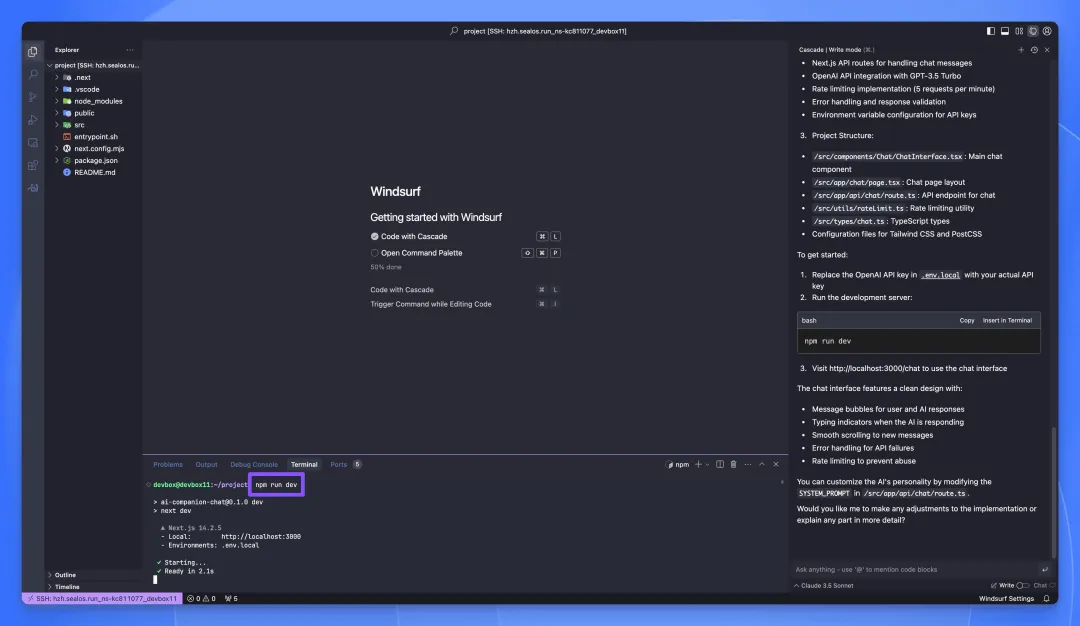 project [SSH: hzh.sealos.run_ns-kc811077_devbox11]
Explorer
project [SSH: hzh.sealos.ru...
.next
.vscode
node_modules
public
src
entrypoint.sh
next.config.mjs
package.json
README.md
Outline
Timeline
Windsurf
Getting started with Windsurf
Code with Cascade ⌘ L
Open Command Palette ⇧ ⌘ P
50% done
Code with Cascade ⌘ L
Trigger Command while Editing Code ⌘ I
Problems Output Debug Console Terminal Ports 5
npm
devbox@devbox11:~/project npm run dev
> ai-companion-chat@0.1.0 dev
> next dev
▲ Next.js 14.2.5
- Local: http://localhost:3000
- Environments: .env.local
✓ Starting...
✓ Ready in 2.1s
Cascade | Write mode (⌘.)
• Next.js API routes for handling chat messages
• OpenAI API integration with GPT-3.5 Turbo
• Rate limiting implementation (5 requests per minute)
• Error handling and response validation
• Environment variable configuration for API keys
3. Project Structure:
• /src/components/Chat/ChatInterface.tsx : Main chat
component
• /src/app/chat/page.tsx : Chat page layout
• /src/app/api/chat/route.ts : API endpoint for chat
• /src/utils/rateLimit.ts : Rate limiting utility
• /src/types/chat.ts : TypeScript types
• Configuration files for Tailwind CSS and PostCSS
To get started:
1. Replace the OpenAI API key in .env.local with your actual API
key
2. Run the development server:
bash Copy Insert in Terminal
npm run dev
3. Visit http://localhost:3000/chat to use the chat interface
The chat interface features a clean design with:
• Message bubbles for user and AI responses
• Typing indicators when the AI is responding
• Smooth scrolling to new messages
• Error handling for API failures
• Rate limiting to prevent abuse
You can customize the AI's personality by modifying the
SYSTEM_PROMPT in /src/app/api/chat/route.ts .
Would you like me to make any adjustments to the implementation or
explain any part in more detail?
Ask anything - use '@' to mention code blocks
Claude 3.5 Sonnet Write Chat
SSH: hzh.sealos.run_ns-kc811077_devbox11 0 0 5
Windsurf Settings